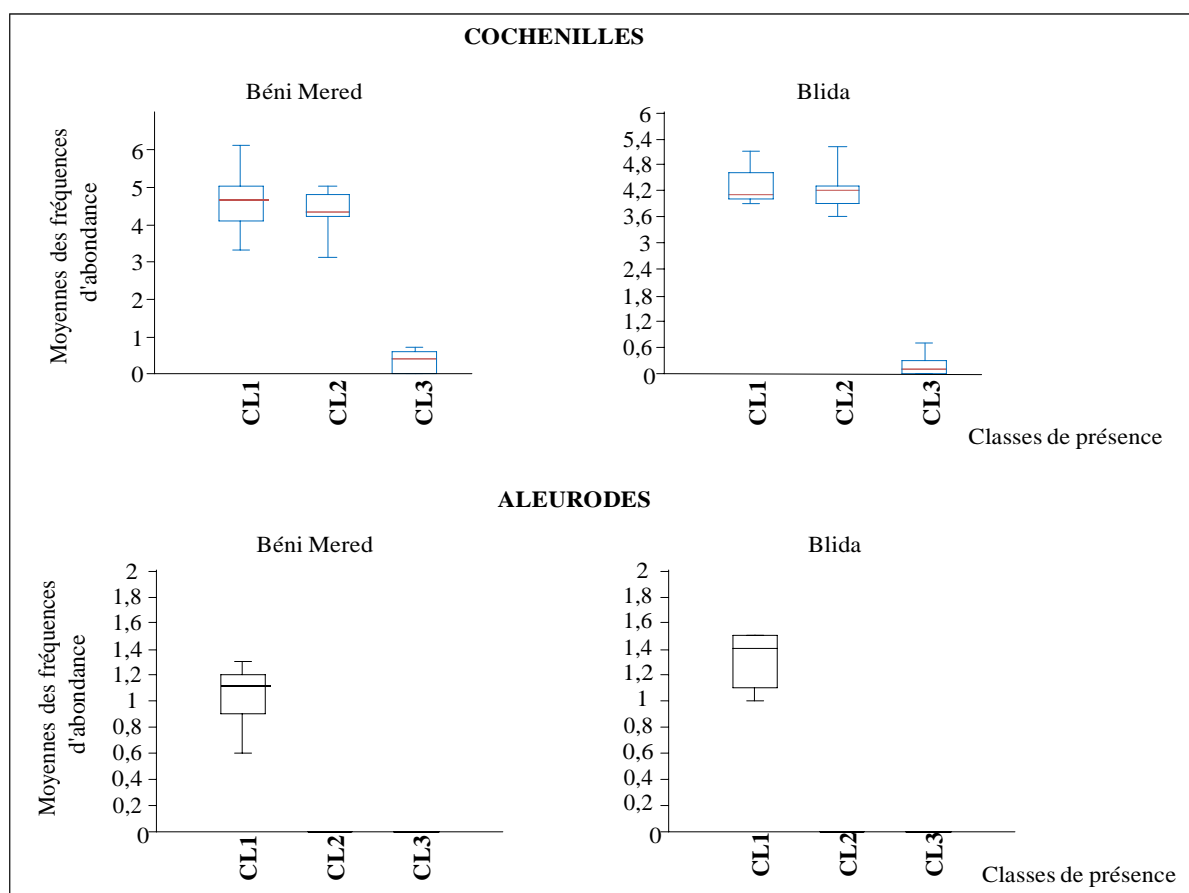 COCHENILLES
Béni Mered
Moyennes des fréquences
d'abondance
6
5
4
3
2
1
0
CL1
CL2
CL3
Blida
6
5,4
4,8
4,2
3,6
3
2,4
1,8
1,2
0,6
0
CL1
CL2
CL3
Classes de présence
ALEURODES
Béni Mered
Moyennes des fréquences
d'abondance
2
1,8
1,6
1,4
1,2
1
0,8
0,6
0,4
0,2
0
CL1
CL2
CL3
Blida
2
1,8
1,6
1,4
1,2
1
0,8
0,6
0,4
0,2
0
CL1
CL2
CL3
Classes de présence